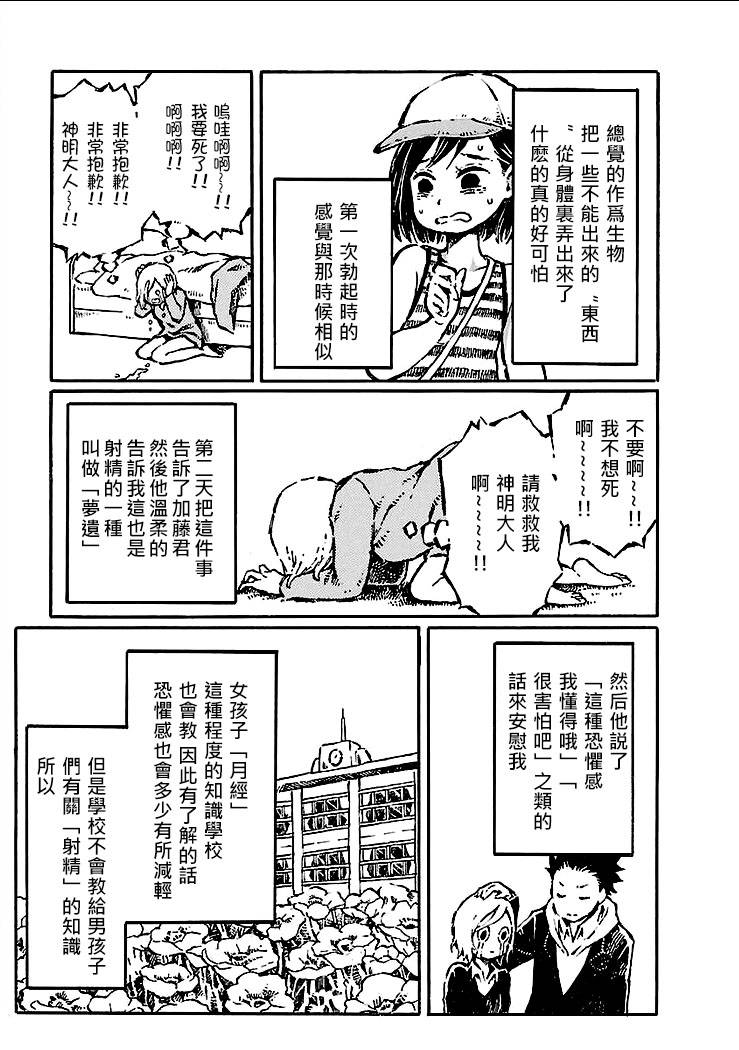 總覺的作爲生物
把一些不能出來的〝東西
〝從身體裏弄出來了
什麽的真的好可怕
第一次勃起時的
感覺與那時候相似
嗚哇啊啊~~!!
我要死了!!
啊啊啊!!
非常抱歉!!
非常抱歉!!
神明大人~~!!
不要啊~~!!
我不想死
啊~~~~~!!
請救救我
神明大人
啊~~~~!!
第二天把這件事
告訴了加藤君
然後他溫柔的
告訴我這也是
射精的一種
叫做「夢遺」
然后他説了
「這種恐懼感
我懂得哦」「
很害怕吧」之類的
話來安慰我
女孩子「月經」
這種程度的知識學校
也會教 因此有了解的話
恐懼感也會多少有所減輕
但是學校不會教給男孩子
們有關「射精」的知識
所以